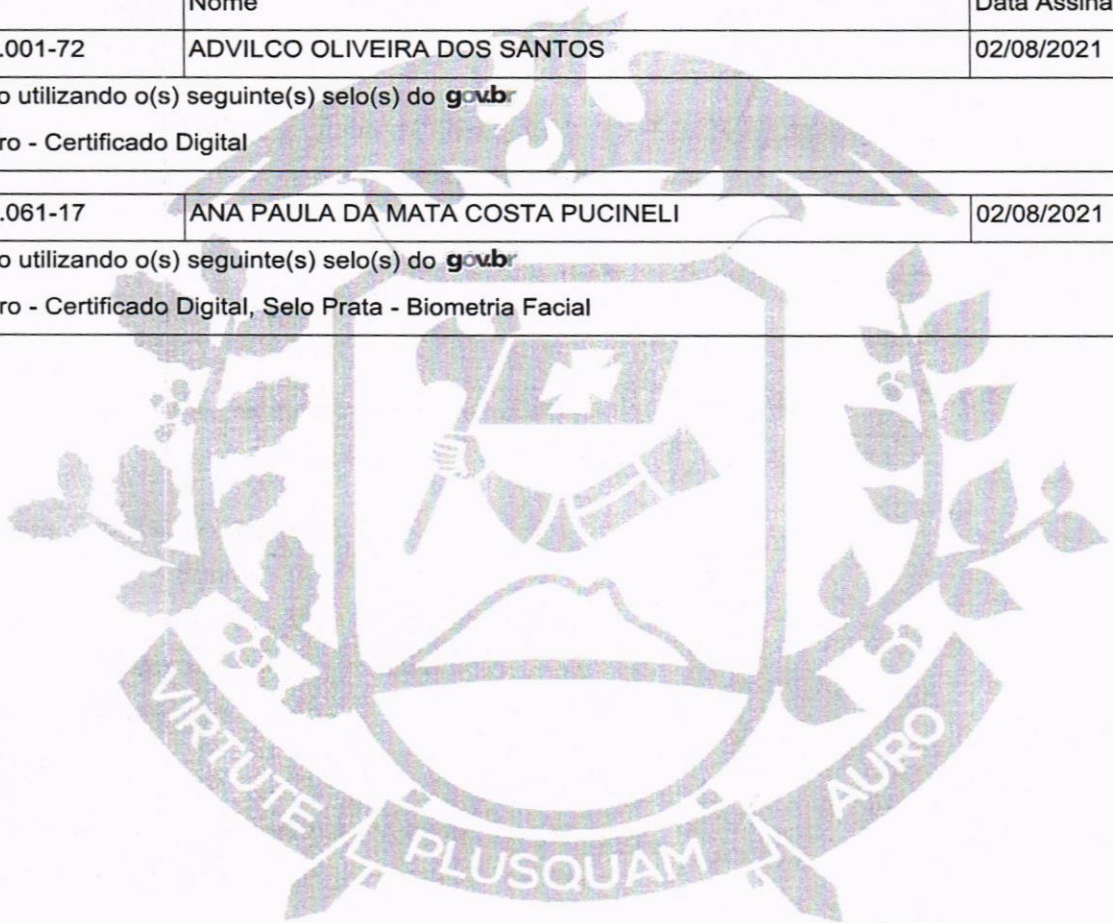 Nome Data Assina
.001-72 ADVILCO OLIVEIRA DOS SANTOS 02/08/2021
o utilizando o(s) seguinte(s) selo(s) do gov.br
ro - Certificado Digital
.061-17 ANA PAULA DA MATA COSTA PUCINELI 02/08/2021
o utilizando o(s) seguinte(s) selo(s) do gov.br
ro - Certificado Digital, Selo Prata - Biometria Facial
VIRTUTE PLUSQUAM AURO